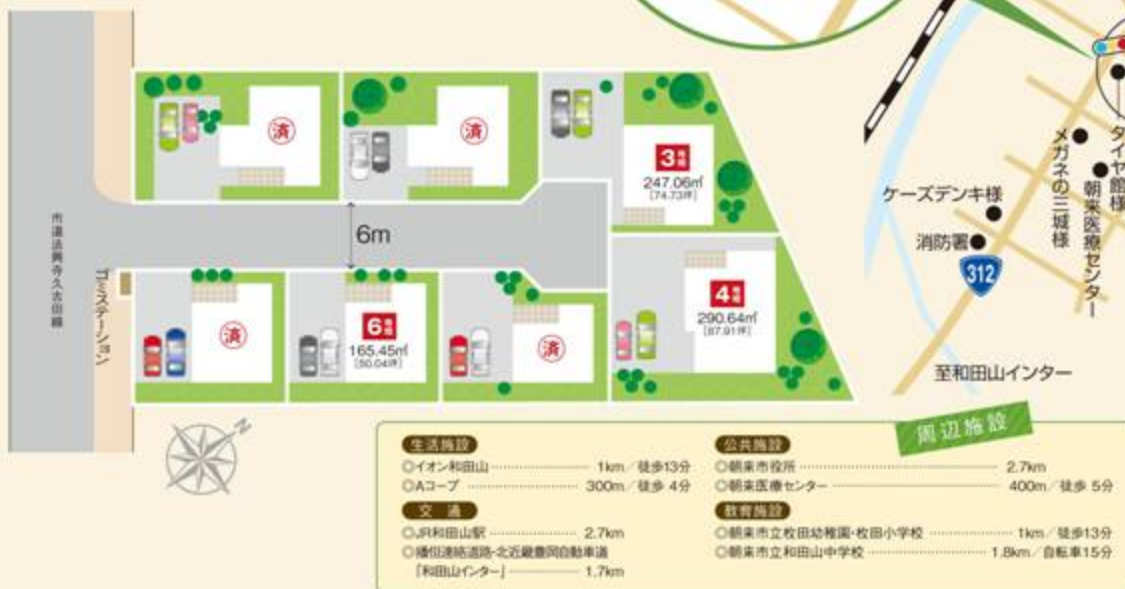 済
済
3号地
247.06㎡
[74.73坪]
6m
市道法興寺久古田線
ゴミステーション
済
6号地
165.45㎡
[50.04坪]
済
4号地
290.64㎡
[87.91坪]
ケーズデンキ様
消防署
312
メガネの三城様
朝来医療センター
タイヤ館様
至和田山インター
N
周辺施設
生活施設
◎イオン和田山 1km/徒歩13分
◎Aコープ 300m/徒歩 4分
交 通
◎JR和田山駅 2.7km
◎播但連絡道路・北近畿豊岡自動車道
「和田山インター」 1.7km
公共施設
◎朝来市役所 2.7km
◎朝来医療センター 400m/徒歩 5分
教育施設
◎朝来市立枚田幼稚園・枚田小学校 1km/徒歩13分
◎朝来市立和田山中学校 1.8km/自転車15分